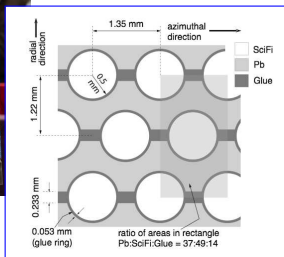 1.35 mm
azimuthal
direction
radial
direction
SciFi
Pb
Glue
0.5
mm
1.22 mm
0.233
mm
0.053 mm
(glue ring)
ratio of areas in rectangle
Pb:SciFi:Glue = 37:49:14